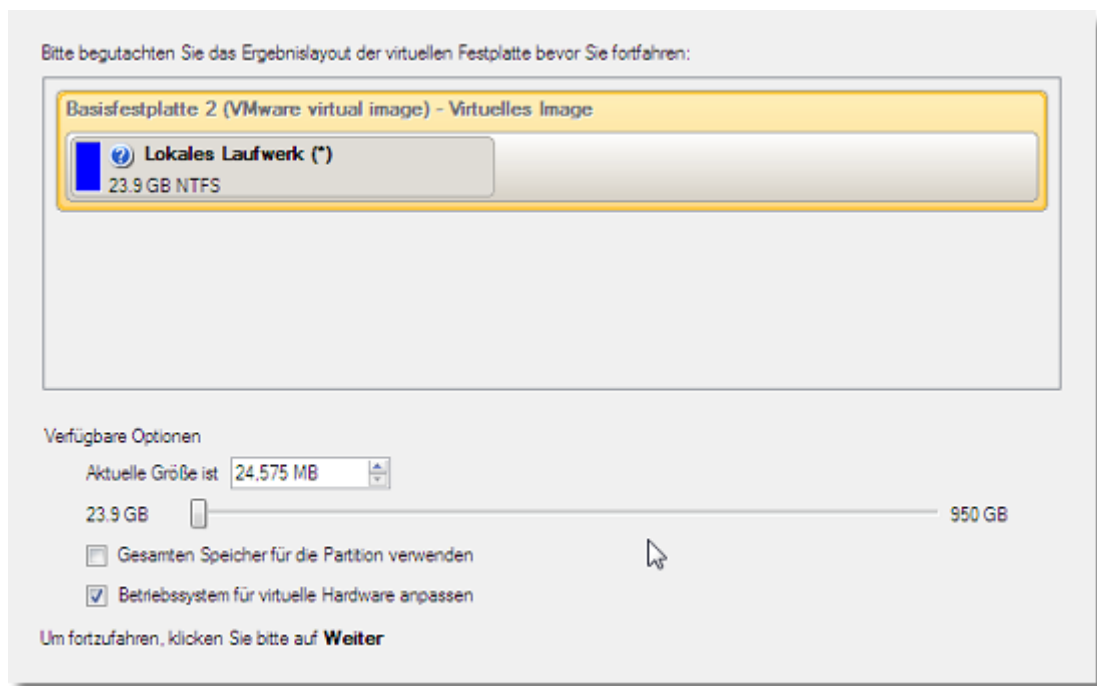 Bitte begutachten Sie das Ergebnislayout der virtuellen Festplatte bevor Sie fortfahren:
Basisfestplatte 2 (VMware virtual image) - Virtuelles Image
Lokales Laufwerk (*)
23.9 GB NTFS
Verfügbare Optionen
Aktuelle Größe ist 24,575 MB
23.9 GB 950 GB
Gesamten Speicher für die Partition verwenden
Betriebssystem für virtuelle Hardware anpassen
Um fortzufahren, klicken Sie bitte auf Weiter